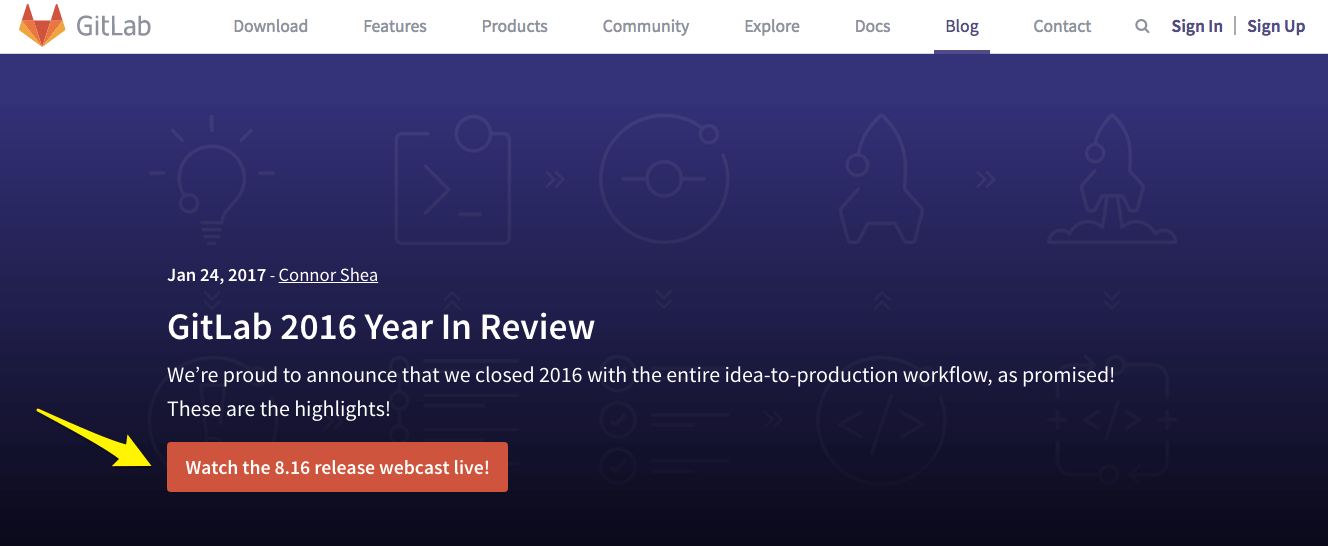 GitLab Download Features Products Community Explore Docs Blog Contact Sign In Sign Up
Jan 24, 2017 - Connor Shea
GitLab 2016 Year In Review
We’re proud to announce that we closed 2016 with the entire idea-to-production workflow, as promised!
These are the highlights!
Watch the 8.16 release webcast live!